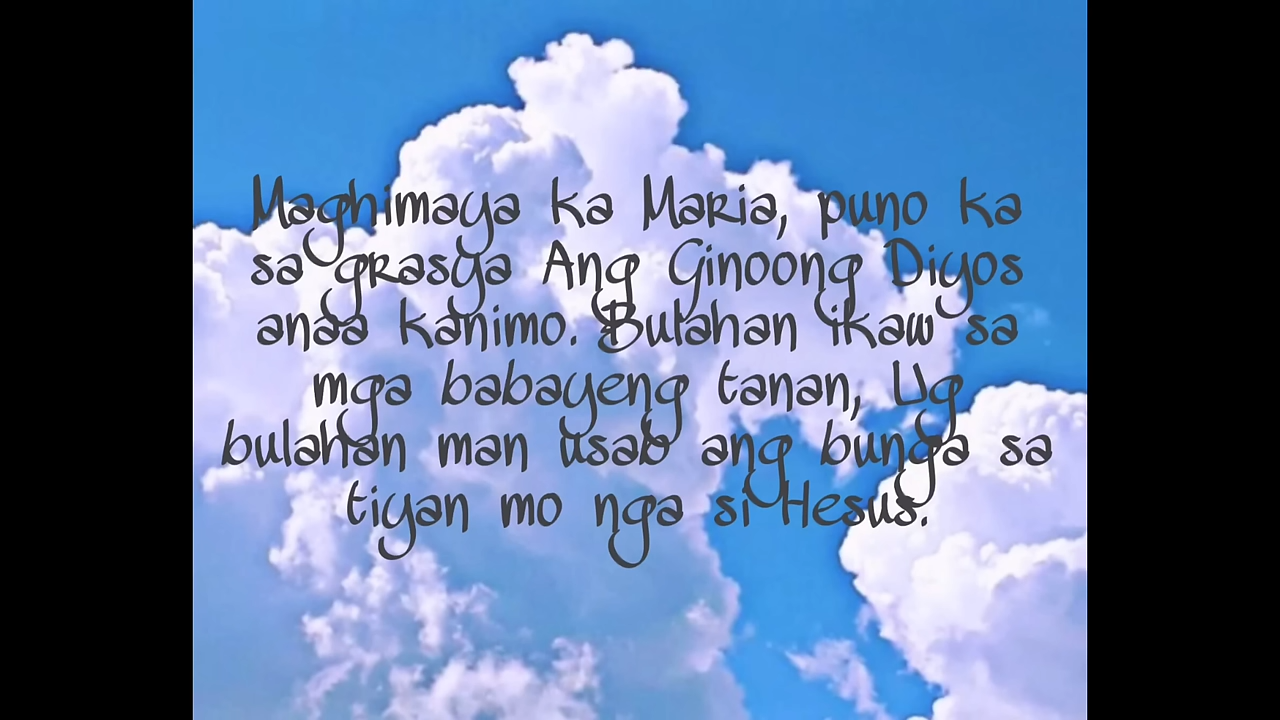 Maghimaya ka Maria, puno ka
sa grasya Ang Ginoong Diyos
anaa kanimo. Bulahan ikaw sa
mga babayeng tanan, Ug
bulahan man usab ang bunga sa
tiyan mo nga si Hesus.